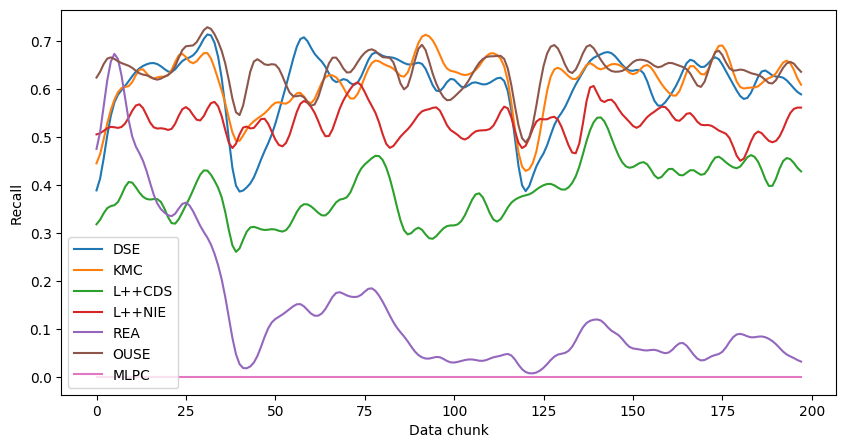 0.7
0.6
0.5
0.4
0.3
0.2
0.1
0.0
Recall
DSE
KMC
L++CDS
L++NIE
REA
OUSE
MLPC
0 25 50 75 100 125 150 175 200
Data chunk